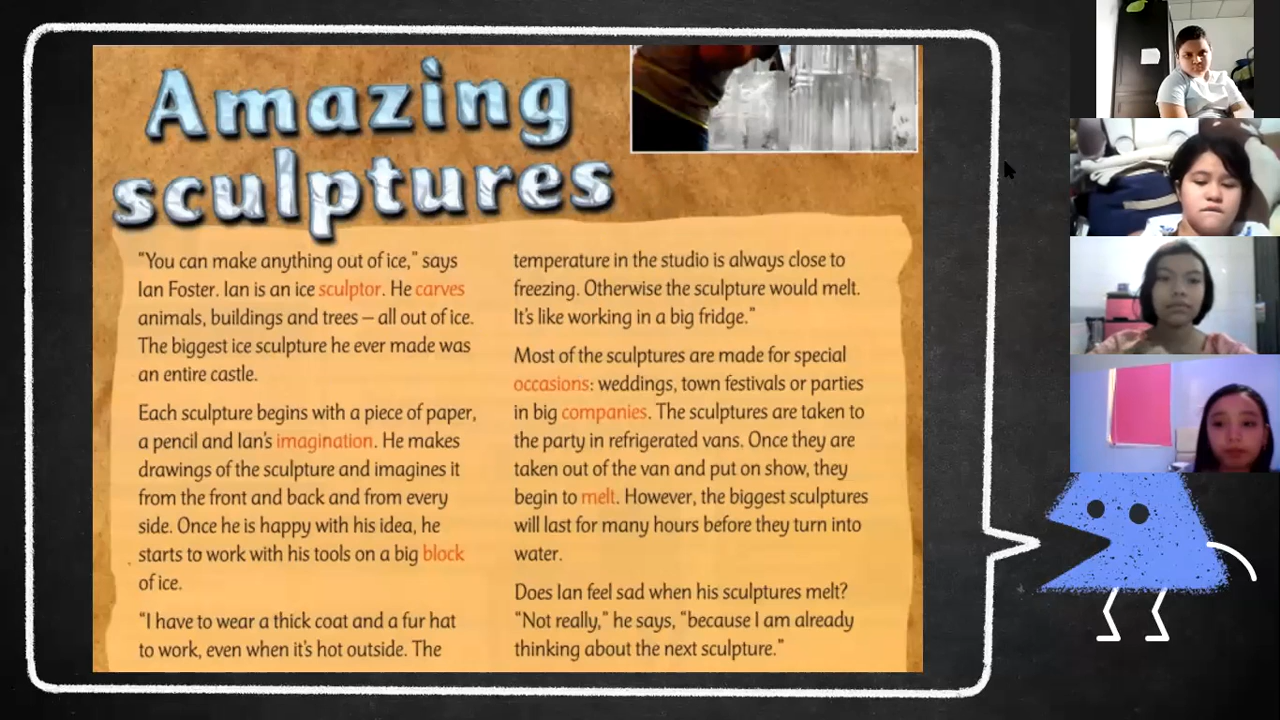 Amazing
sculptures
“You can make anything out of ice,” says
Ian Foster. Ian is an ice sculptor. He carves
animals, buildings and trees – all out of ice.
The biggest ice sculpture he ever made was
an entire castle.
Each sculpture begins with a piece of paper,
a pencil and Ian's imagination. He makes
drawings of the sculpture and imagines it
from the front and back and from every
side. Once he is happy with his idea, he
starts to work with his tools on a big block
of ice.
“I have to wear a thick coat and a fur hat
to work, even when it's hot outside. The
temperature in the studio is always close to
freezing. Otherwise the sculpture would melt.
It's like working in a big fridge.”
Most of the sculptures are made for special
occasions: weddings, town festivals or parties
in big companies. The sculptures are taken to
the party in refrigerated vans. Once they are
taken out of the van and put on show, they
begin to melt. However, the biggest sculptures
will last for many hours before they turn into
water.
Does Ian feel sad when his sculptures melt?
“Not really,” he says, “because I am already
thinking about the next sculpture.”